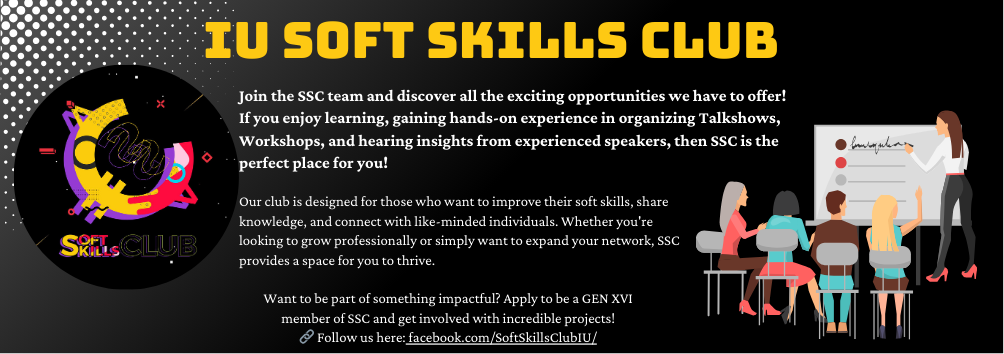 IU SOFT SKILLS CLUB
Join the SSC team and discover all the exciting opportunities we have to offer!
If you enjoy learning, gaining hands-on experience in organizing Talkshows,
Workshops, and hearing insights from experienced speakers, then SSC is the
perfect place for you!
Our club is designed for those who want to improve their soft skills, share
knowledge, and connect with like-minded individuals. Whether you're
looking to grow professionally or simply want to expand your network, SSC
provides a space for you to thrive.
Want to be part of something impactful? Apply to be a GEN XVI
member of SSC and get involved with incredible projects!
🔗 Follow us here: facebook.com/SoftSkillsClubIU/
SOFT
SKILLS CLUB